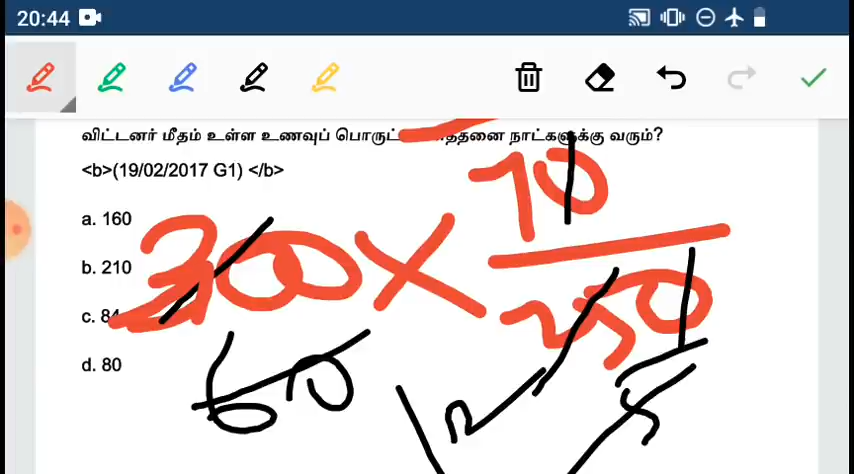 20:44
விட்டனர் மீதம் உள்ள உணவுப் நாட்களுக்கு வரும்?
<b>(19/02/2017 G1) </b>
a. 160
70
b. 210
300 ×
250
c. 84
d. 80
60
12
5